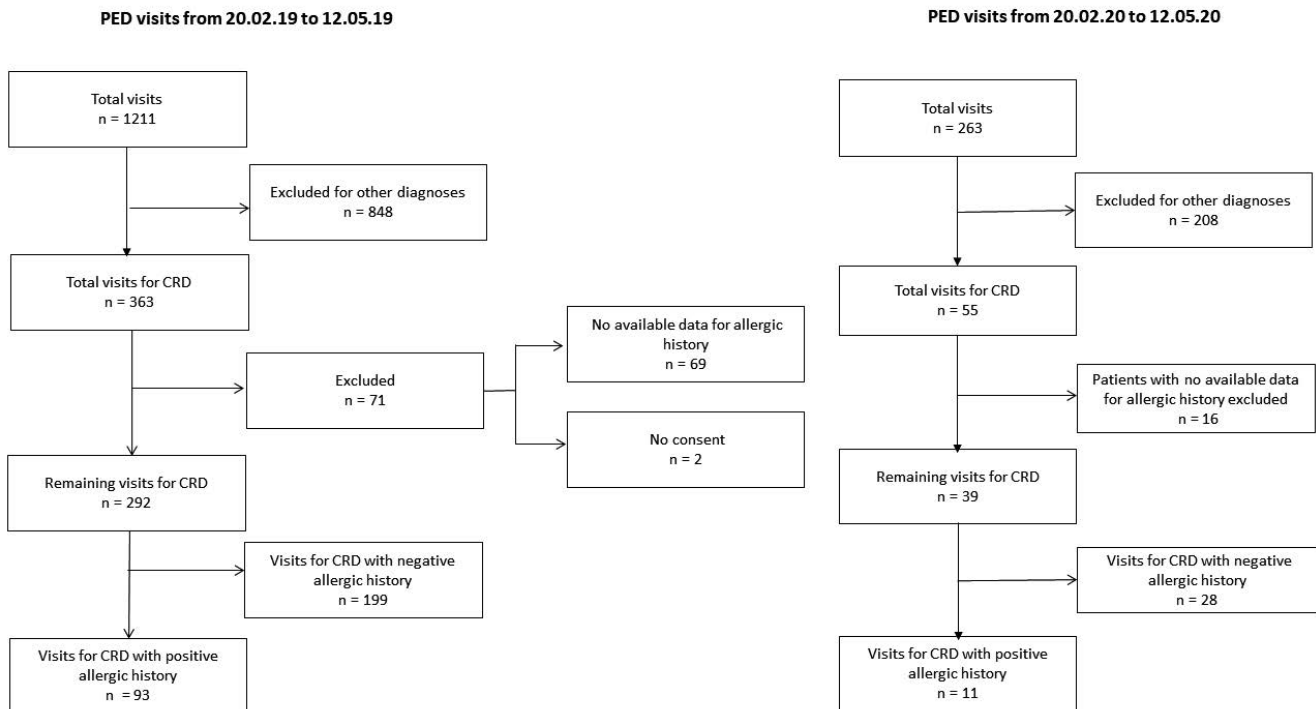 PED visits from 20.02.19 to 12.05.19
Total visits
n = 1211
Excluded for other diagnoses
n = 848
Total visits for CRD
n = 363
Excluded
n = 71
No available data for allergic
history
n = 69
No consent
n = 2
Remaining visits for CRD
n = 292
Visits for CRD with negative
allergic history
n = 199
Visits for CRD with positive
allergic history
n = 93
PED visits from 20.02.20 to 12.05.20
Total visits
n = 263
Excluded for other diagnoses
n = 208
Total visits for CRD
n = 55
Patients with no available data
for allergic history excluded
n = 16
Remaining visits for CRD
n = 39
Visits for CRD with negative
allergic history
n = 28
Visits for CRD with positive
allergic history
n = 11